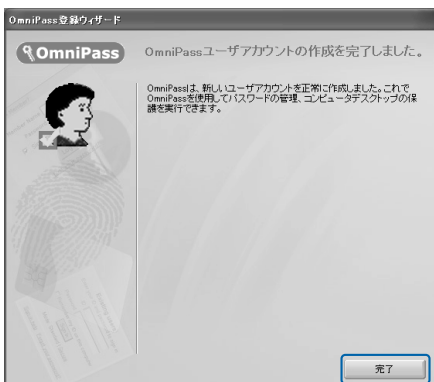 OmniPass登録ウィザード
OmniPass
OmniPassユーザアカウントの作成を完了しました。
OmniPassは、新しいユーザアカウントを正常に作成しました。これで
OmniPassを使用してパスワードの管理、コンピュータデスクトップの保
護を実行できます。
完了